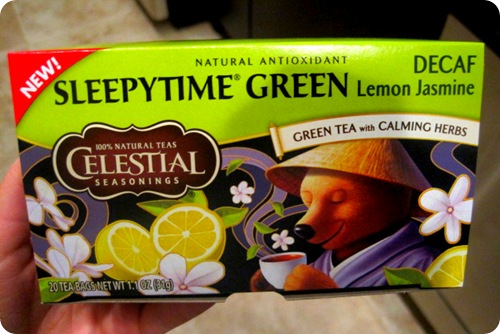 NEW!
NATURAL ANTIOXIDANT
SLEEPYTIME® GREEN
DECAF
Lemon Jasmine
GREEN TEA with CALMING HERBS
100% NATURAL TEAS
CELESTIAL
SEASONINGS
20 TEA BAGS NET WT 1.1 OZ (31g)